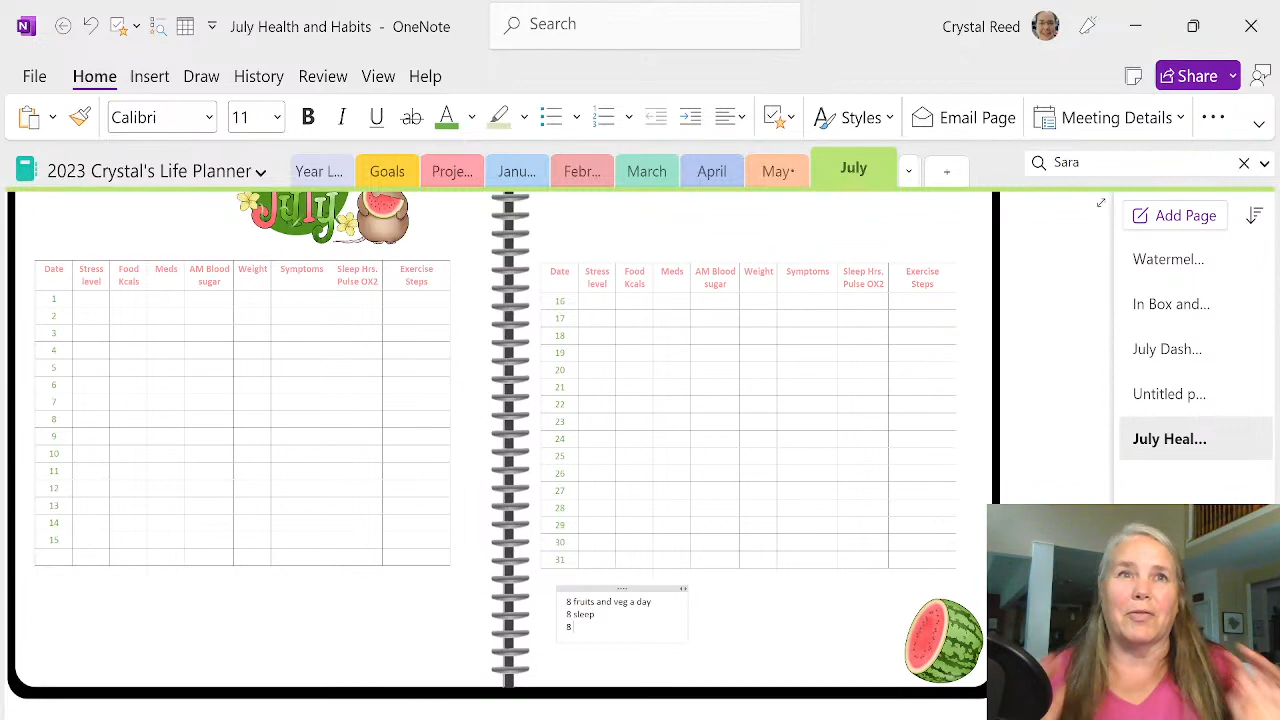 July Health and Habits - OneNote
Search
Crystal Reed
File Home Insert Draw History Review View Help
Share
Calibri 11 B I U ab A Styles Email Page Meeting Details
2023 Crystal's Life Planner Year L... Goals Proje... Janu... Febr... March April May July + Sara
Add Page
Watermel...
In Box and...
July Dash
Untitled p...
July Heal...
July
Date Stress level Food Kcals Meds AM Blood sugar Weight Symptoms Sleep Hrs. Pulse OX2 Exercise Steps
1
2
3
4
5
6
7
8
9
10
11
12
13
14
15
Date Stress level Food Kcals Meds AM Blood sugar Weight Symptoms Sleep Hrs. Pulse OX2 Exercise Steps
16
17
18
19
20
21
22
23
24
25
26
27
28
29
30
31
8 fruits and veg a day
8 sleep
8